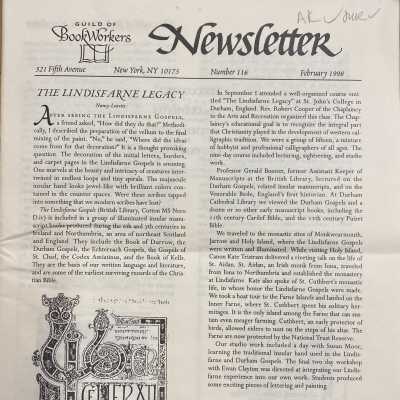 GUILD OF
BookWorkers
Newsletter
521 Fifth Avenue New York, NY 10175 Number 116 February 1998
THE LINDISFARNE LEGACY
Nancy Leavitt
AFTER SEEING THE LINDISFARNE GOSPELS,
a friend asked, "How did they do that?" Methodi-
cally, I described the preparation of the vellum to the final
mixing of the paint. "No," he said, "Where did the ideas
come from for that decoration?" It is a thought provoking
question. The decoration of the initial letters, borders,
and carpet pages in the Lindisfarne Gospels is stunning.
One marvels at the beauty and intricacy of creatures inter-
twined in endless loops and tiny spirals. The majuscule
insular hand looks jewel-like with brilliant colors con-
tained in the counter spaces. Were these scribes tapped
into something that we modern scribes have lost?
The Lindisfarne Gospels (British Library, Cotton MS Nero
D.iv) is included in a group of illuminated insular manu-
script books produced during the 6th and 9th centuries in
Ireland and Northumbria, an area of northeast Scotland
and England. They include the Book of Durrow, the
Durham Gospels, the Echternach Gospels, the Gospels of
St. Chad, the Codex Amiatinus, and the Book of Kells.
They are the basis of our written language and literature,
and are some of the earliest surviving records of the Chris-
tian Bible.
In September I attended a well-organized course enti-
tled "The Lindisfarne Legacy" at St. John's College in
Durham, England. Rev. Robert Cooper of the Chaplaincy
to the Arts and Recreation organized this class. The Chap-
laincy's educational goal is to recognize the integral part
that Christianity played in the development of western cal-
ligraphic tradition. We were a group of fifteen, a mixture
of hobbyist and professional calligraphers of all ages. The
nine-day course included lecturing, sightseeing, and studio
work.
Professor Gerald Bonner, former Assistant Keeper of
Manuscripts at the British Library, lectured on the
Durham Gospels, related insular manuscripts, and on the
Venerable Bede, England's first historian. At Durham
Cathedral Library we viewed the Durham Gospels and a
dozen or so other early manuscript books, including the
11th century Carilef Bible, and the 12th century Puiset
Bible.
We traveled to the monastic sites of Monkwearmouth,
Jarrow and Holy Island, where the Lindisfarne Gospels
were written and illuminated. While visiting Holy Island,
Canon Kate Tristram delivered a riveting talk on the life of
St. Aidan. St. Aidan, an Irish monk from Iona, traveled
from Iona to Northumbria and established the monastery
at Lindisfarne. Kate also spoke of St. Cuthbert's monastic
life, in whose honor the Lindisfarne Gospels were made.
We took a boat tour to the Farne Islands and landed on the
Inner Farne, where St. Cuthbert spent his solitary her-
mitages. It is the only island among the Farne that can sus-
tain even meager farming. Cuthbert, an early protector of
birds, allowed eiders to nest on the steps of his altar. The
Farne are now protected by the National Trust Reserve.
Our studio work included a day with Susan Moor,
learning the traditional insular hand used in the Lindis-
farne and Durham Gospels. The final two day workshop
with Ewan Clayton was directed at integrating our Lindis-
farne experience into our own work. Students produced
some exciting pieces of lettering and painting.